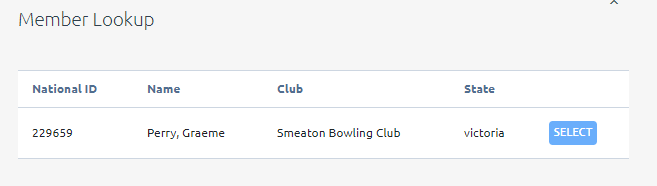 Member Lookup
National ID Name Club State
229659 Perry, Graeme Smeaton Bowling Club victoria SELECT